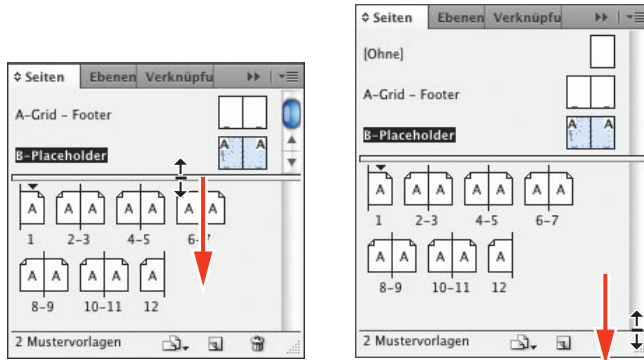 Seiten Ebenen Verknüpfu
A-Grid - Footer
B-Placeholder
A A
A A A A A A A
1 2-3 4-5 6-7
A A A A A
8-9 10-11 12
2 Mustervorlagen
Seiten Ebenen Verknüpfu
[Ohne]
A-Grid - Footer
B-Placeholder
A A
A A A A A A A
1 2-3 4-5 6-7
A A A A A
8-9 10-11 12
2 Mustervorlagen